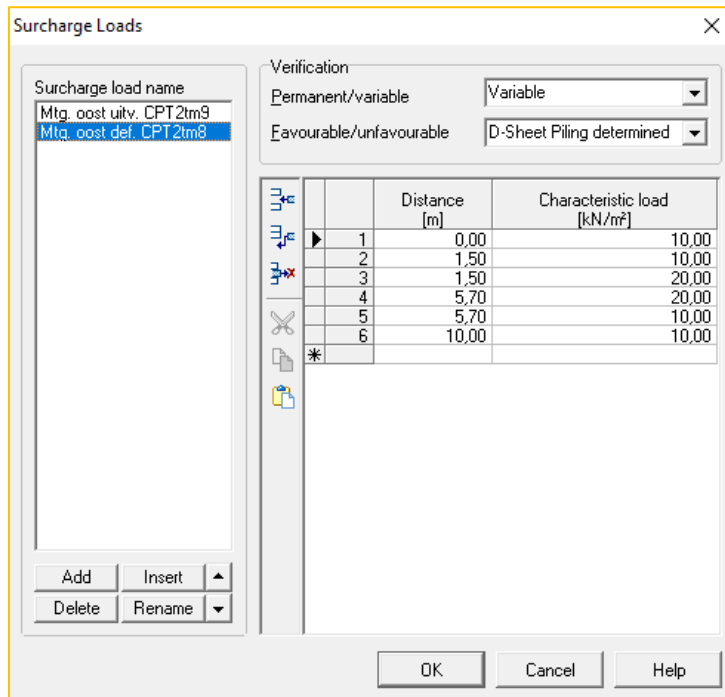 Surcharge Loads
Surcharge load name
Mtg. oost uitv. CPT2tm9
Mtg. oost def. CPT2tm8
Add Insert
Delete Rename
Verification
Permanent/variable Variable
Favourable/unfavourable D-Sheet Piling determined
Distance Characteristic load
[m] [kN/m²]
1 0,00 10,00
2 1,50 10,00
3 1,50 20,00
4 5,70 20,00
5 5,70 10,00
6 10,00 10,00
OK Cancel Help